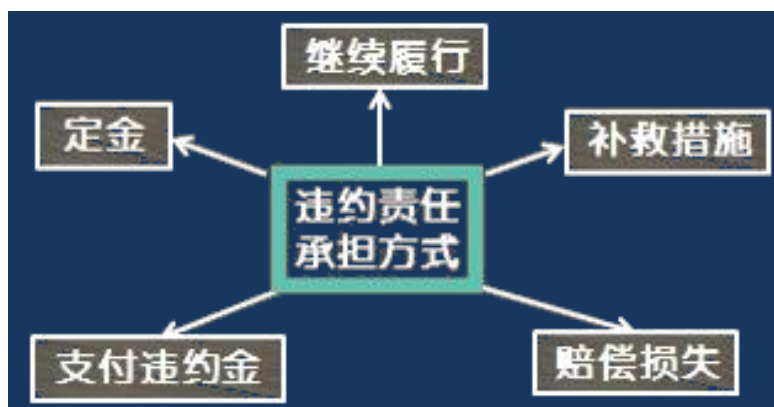 继续履行
定金
补救措施
违约责任
承担方式
支付违约金
赔偿损失